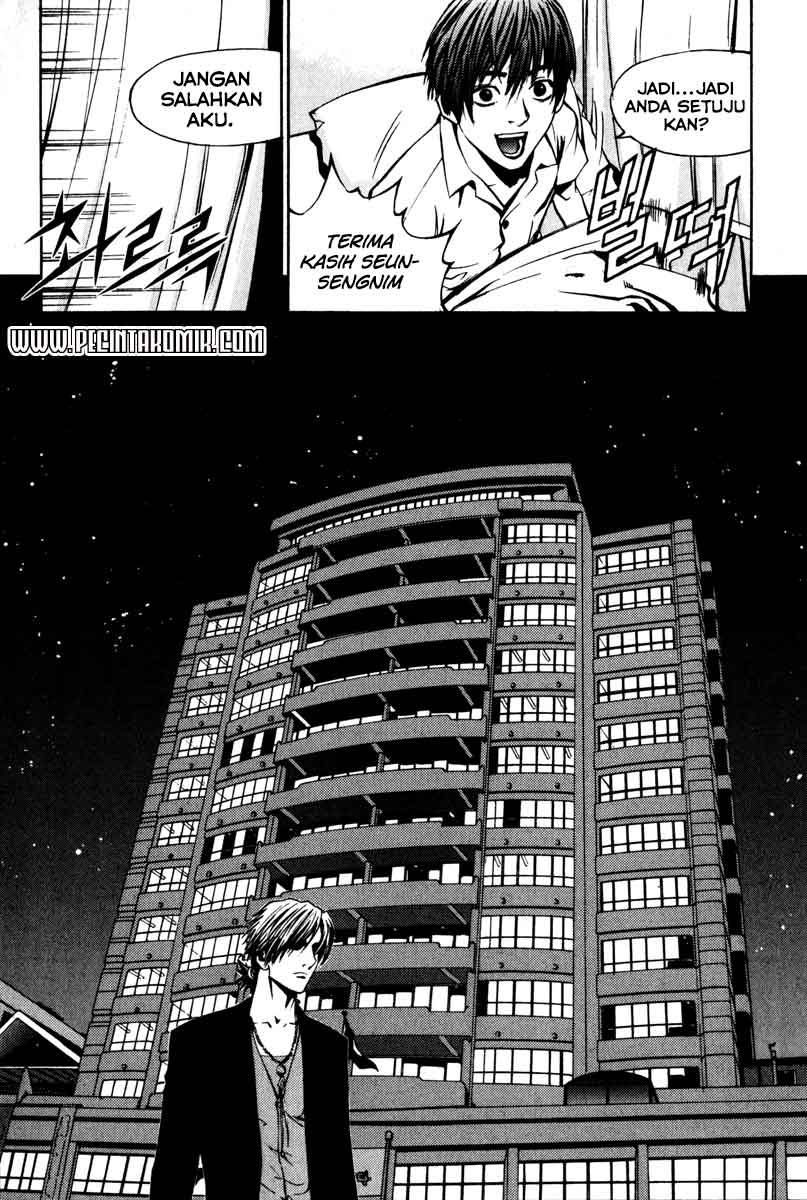 JANGAN
SALAHKAN
AKU.
촤르르
JADI...JADI
ANDA SETUJU
KAN?
TERIMA
KASIH SEUN-
SENGNIM
벌떡
WWW.PECINTAKOMIK.COM